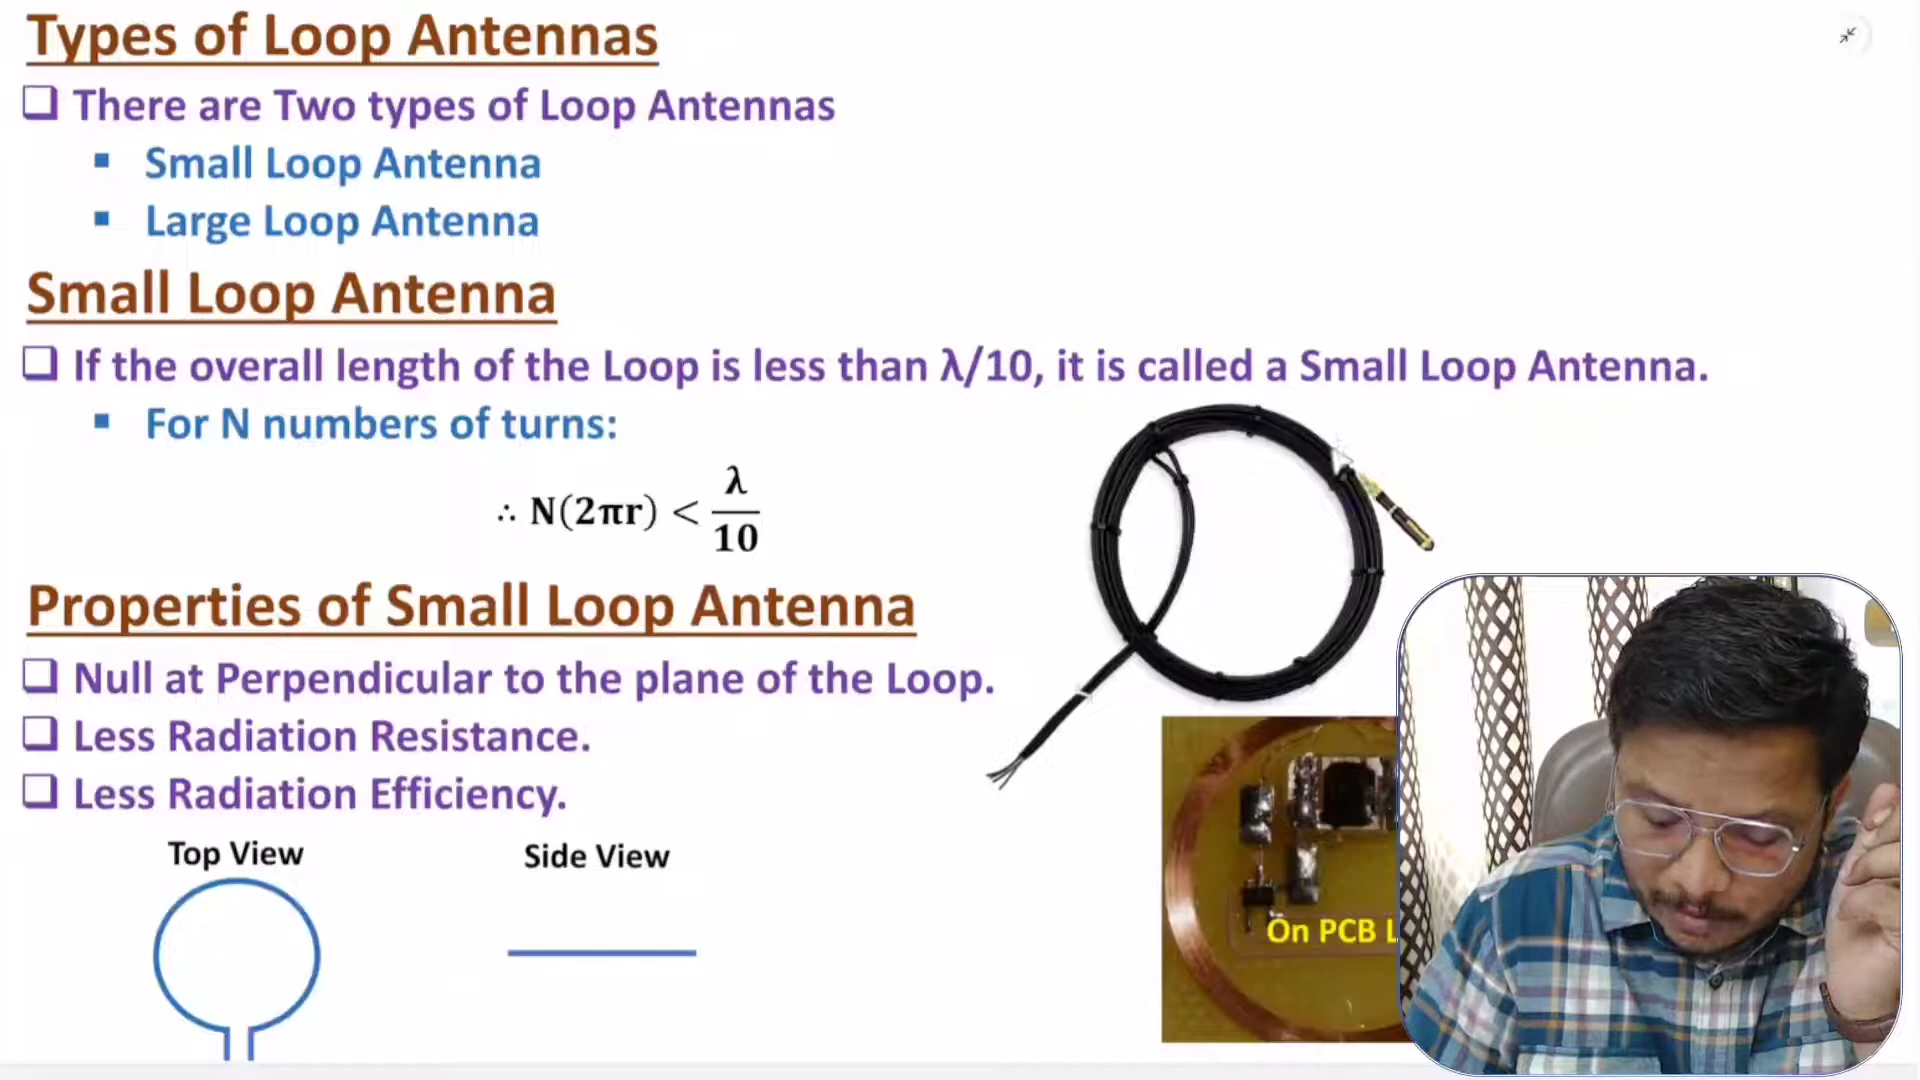 Types of Loop Antennas
There are Two types of Loop Antennas
Small Loop Antenna
Large Loop Antenna
Small Loop Antenna
If the overall length of the Loop is less than λ/10, it is called a Small Loop Antenna.
For N numbers of turns:
∴ N(2πr) < λ/10
Properties of Small Loop Antenna
Null at Perpendicular to the plane of the Loop.
Less Radiation Resistance.
Less Radiation Efficiency.
Top View
Side View
On PCB L